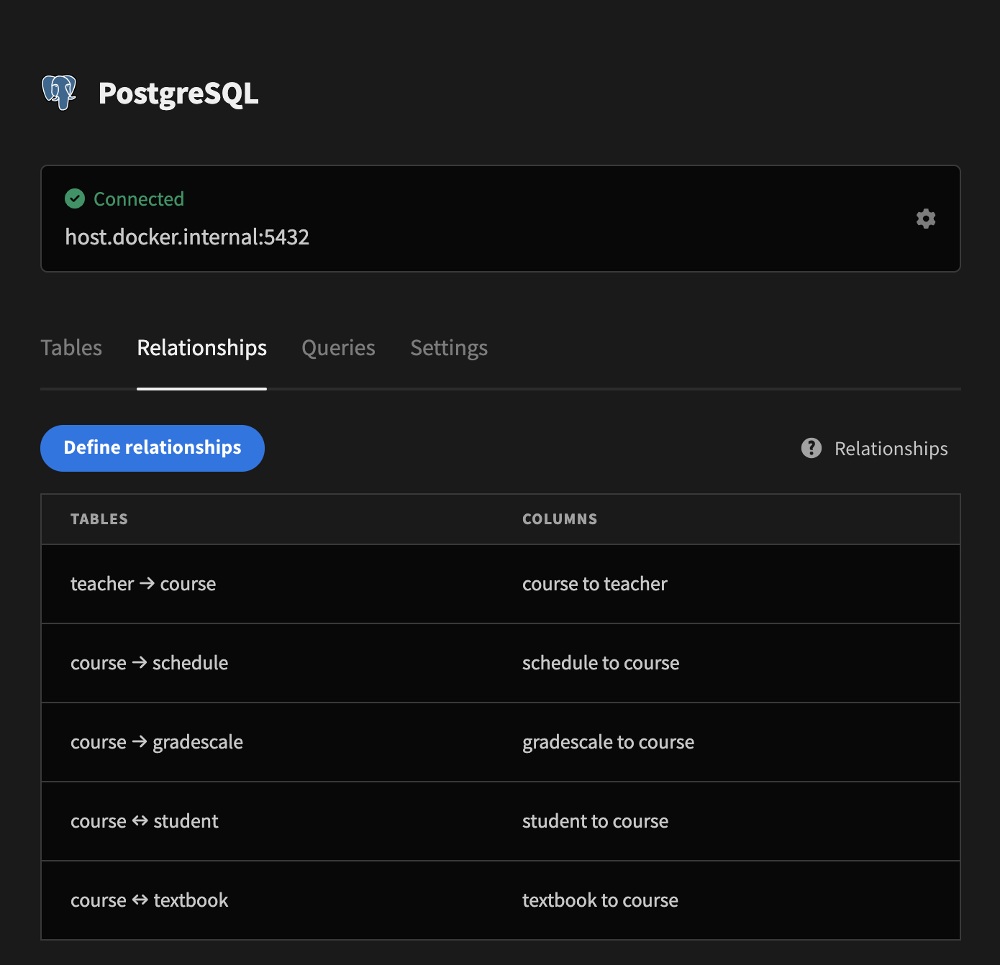 PostgreSQL
Connected
host.docker.internal:5432
Tables Relationships Queries Settings
Define relationships
? Relationships
TABLES COLUMNS
teacher → course course to teacher
course → schedule schedule to course
course → gradescale gradescale to course
course ↔ student student to course
course ↔ textbook textbook to course